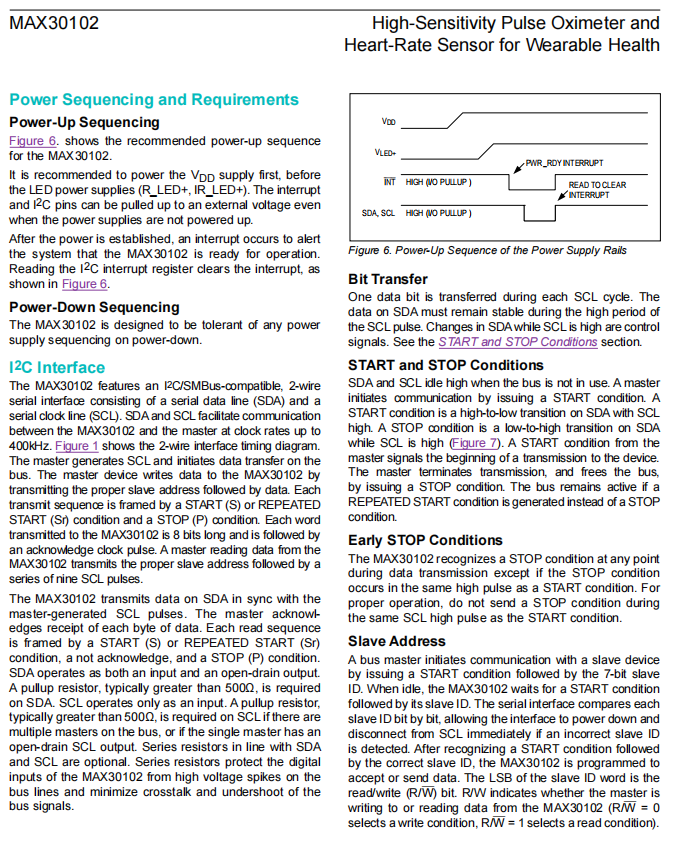 MAX30102
High-Sensitivity Pulse Oximeter and
Heart-Rate Sensor for Wearable Health
Power Sequencing and Requirements
Power-Up Sequencing
Figure 6. shows the recommended power-up sequence
for the MAX30102.
It is recommended to power the VDD supply first, before
the LED power supplies (R_LED+, IR_LED+). The interrupt
and I2C pins can be pulled up to an external voltage even
when the power supplies are not powered up.
After the power is established, an interrupt occurs to alert
the system that the MAX30102 is ready for operation.
Reading the I2C interrupt register clears the interrupt, as
shown in Figure 6.
Power-Down Sequencing
The MAX30102 is designed to be tolerant of any power
supply sequencing on power-down.
I2C Interface
The MAX30102 features an I2C/SMBus-compatible, 2-wire
serial interface consisting of a serial data line (SDA) and a
serial clock line (SCL). SDA and SCL facilitate communication
between the MAX30102 and the master at clock rates up to
400kHz. Figure 1 shows the 2-wire interface timing diagram.
The master generates SCL and initiates data transfer on the
bus. The master device writes data to the MAX30102 by
transmitting the proper slave address followed by data. Each
transmit sequence is framed by a START (S) or REPEATED
START (Sr) condition and a STOP (P) condition. Each word
transmitted to the MAX30102 is 8 bits long and is followed by
an acknowledge clock pulse. A master reading data from the
MAX30102 transmits the proper slave address followed by a
series of nine SCL pulses.
The MAX30102 transmits data on SDA in sync with the
master-generated SCL pulses. The master acknowl-
edges receipt of each byte of data. Each read sequence
is framed by a START (S) or REPEATED START (Sr)
condition, a not acknowledge, and a STOP (P) condition.
SDA operates as both an input and an open-drain output.
A pullup resistor, typically greater than 500Ω, is required
on SDA. SCL operates only as an input. A pullup resistor,
typically greater than 500Ω, is required on SCL if there are
multiple masters on the bus, or if the single master has an
open-drain SCL output. Series resistors in line with SDA
and SCL are optional. Series resistors protect the digital
inputs of the MAX30102 from high voltage spikes on the
bus lines and minimize crosstalk and undershoot of the
bus signals.
VDD
VLED+
INT HIGH (I/O PULLUP )
PWR_RDY INTERRUPT
READ TO CLEAR
INTERRUPT
SDA, SCL HIGH (I/O PULLUP )
Figure 6. Power-Up Sequence of the Power Supply Rails
Bit Transfer
One data bit is transferred during each SCL cycle. The
data on SDA must remain stable during the high period of
the SCL pulse. Changes in SDA while SCL is high are control
signals. See the START and STOP Conditions section.
START and STOP Conditions
SDA and SCL idle high when the bus is not in use. A master
initiates communication by issuing a START condition. A
START condition is a high-to-low transition on SDA with SCL
high. A STOP condition is a low-to-high transition on SDA
while SCL is high (Figure 7). A START condition from the
master signals the beginning of a transmission to the device.
The master terminates transmission, and frees the bus,
by issuing a STOP condition. The bus remains active if a
REPEATED START condition is generated instead of a STOP
condition.
Early STOP Conditions
The MAX30102 recognizes a STOP condition at any point
during data transmission except if the STOP condition
occurs in the same high pulse as a START condition. For
proper operation, do not send a STOP condition during
the same SCL high pulse as the START condition.
Slave Address
A bus master initiates communication with a slave device
by issuing a START condition followed by the 7-bit slave
ID. When idle, the MAX30102 waits for a START condition
followed by its slave ID. The serial interface compares each
slave ID bit by bit, allowing the interface to power down and
disconnect from SCL immediately if an incorrect slave ID
is detected. After recognizing a START condition followed
by the correct slave ID, the MAX30102 is programmed to
accept or send data. The LSB of the slave ID word is the
read/write (R/W̅) bit. R/W indicates whether the master is
writing to or reading data from the MAX30102 (R/W̅ = 0
selects a write condition, R/W̅ = 1 selects a read condition).